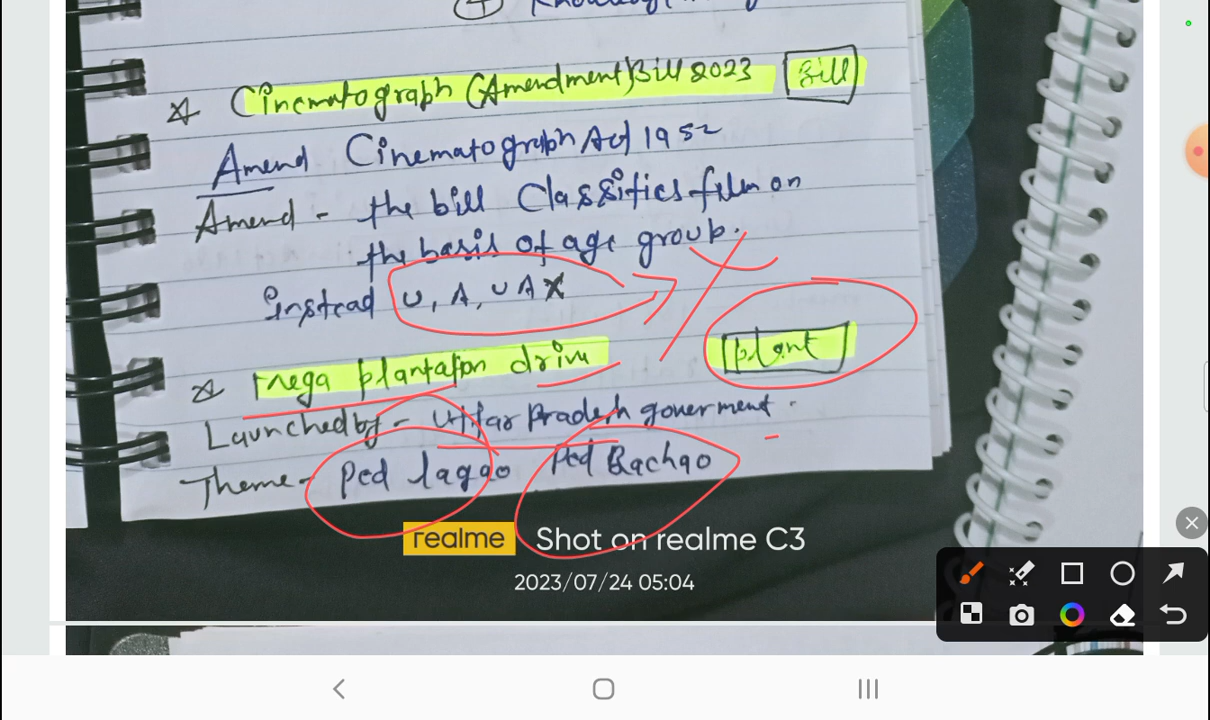 ☆ Cinematograph (Amendment) Bill 2023 Bill
Amend Cinematograph Act 1952
Amend - the bill Classifies film on
the basis of age group.
instead U, A, UA X
☆ mega plantation drive plant
Launched by - Uttar Pradesh goverment.
Theme - Ped lagao Ped Bachao
realme Shot on realme C3
2023/07/24 05:04